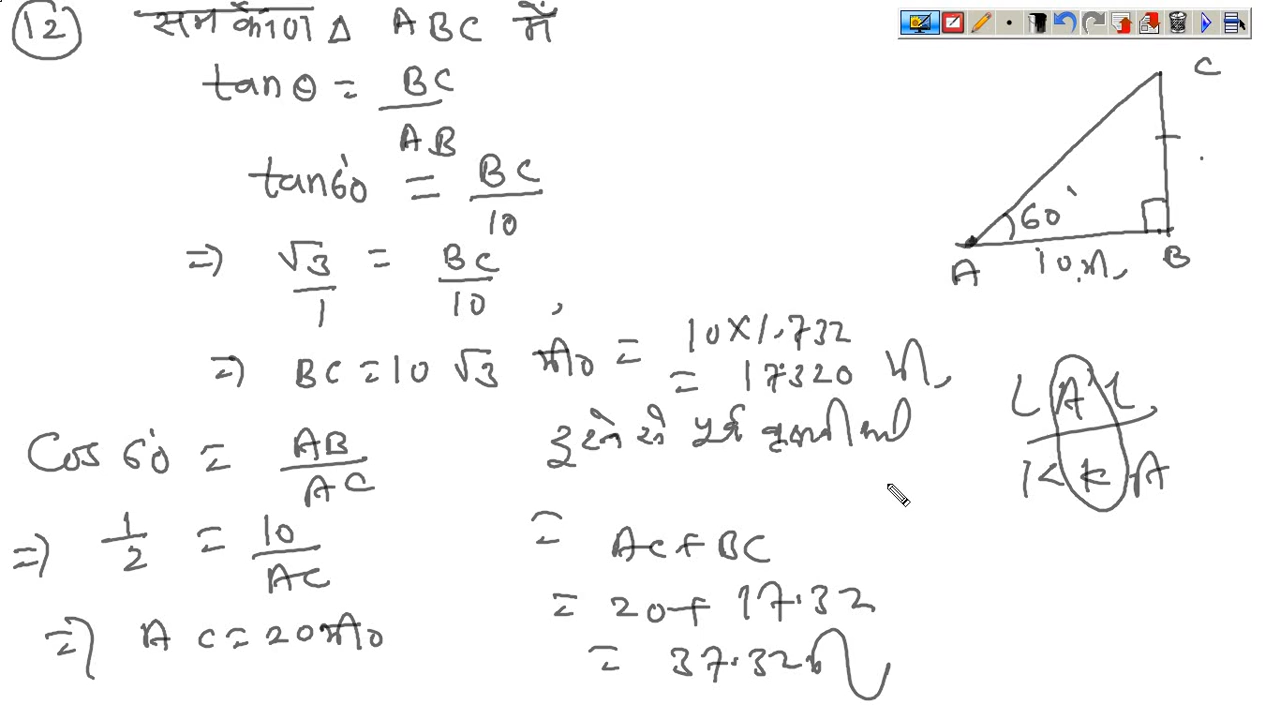 (12) समकोण Δ ABC में
tanθ = BC/AB
tan60° = BC/10
⇒ √3/1 = BC/10
⇒ BC = 10 √3 मी० = 10×1.732
= 17.320 मी,
Cos 60° = AB/AC
⇒ 1/2 = 10/AC
⇒ AC = 20 मी०
टूटने से पूर्व
= AC + BC
= 20 + 17.32
= 37.32 मी
C
60°
A 10 मी, B
L A L
K K A